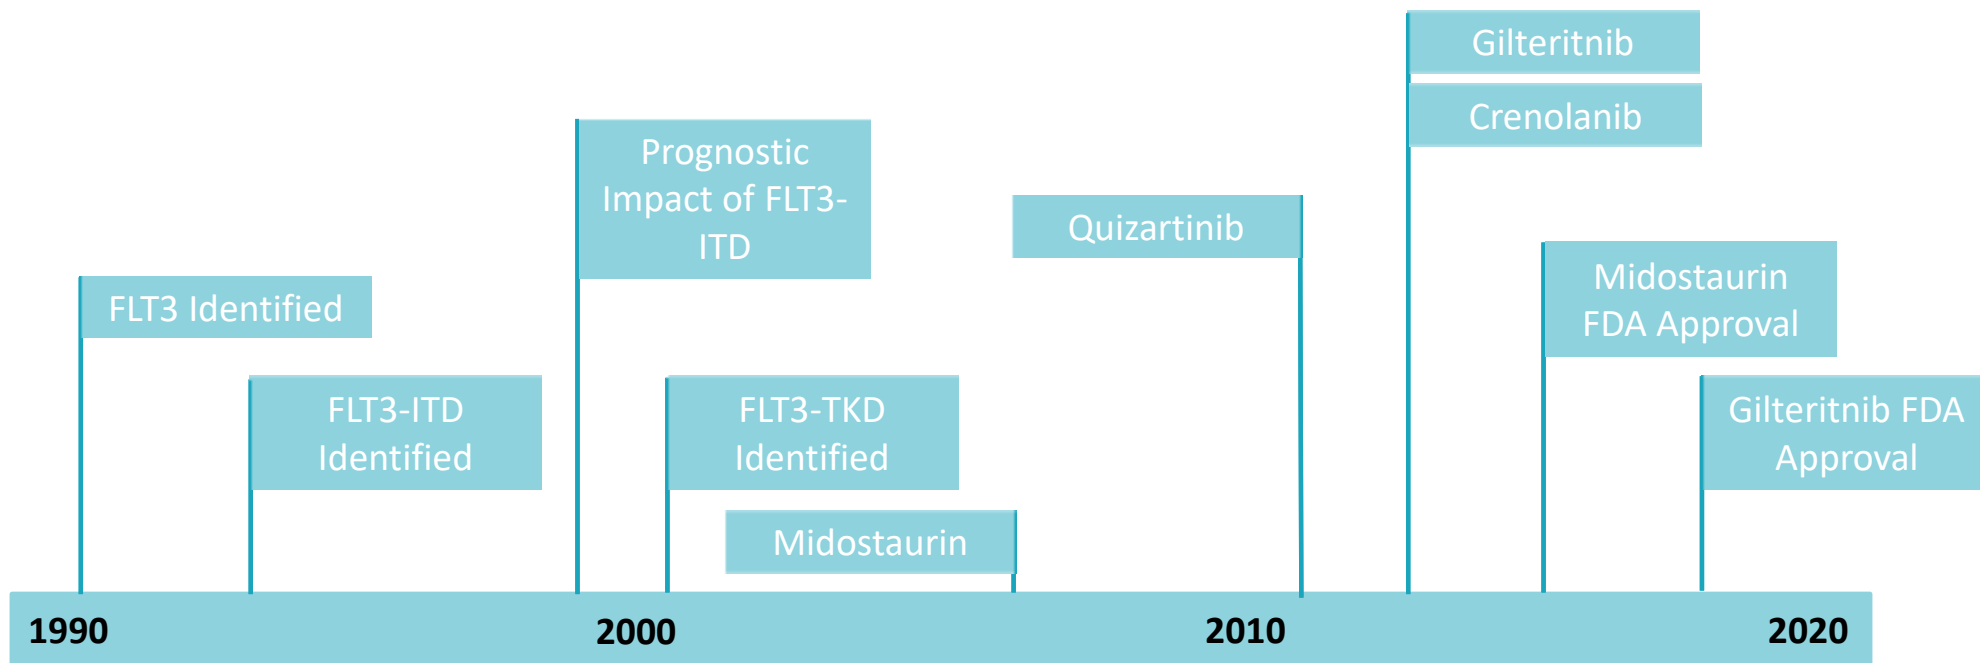 Gilteritnib
Crenolanib
Prognostic
Impact of FLT3-
ITD
Quizartinib
FLT3 Identified
Midostaurin
FDA Approval
FLT3-ITD
Identified
FLT3-TKD
Identified
Gilteritnib FDA
Approval
Midostaurin
1990
2000
2010
2020